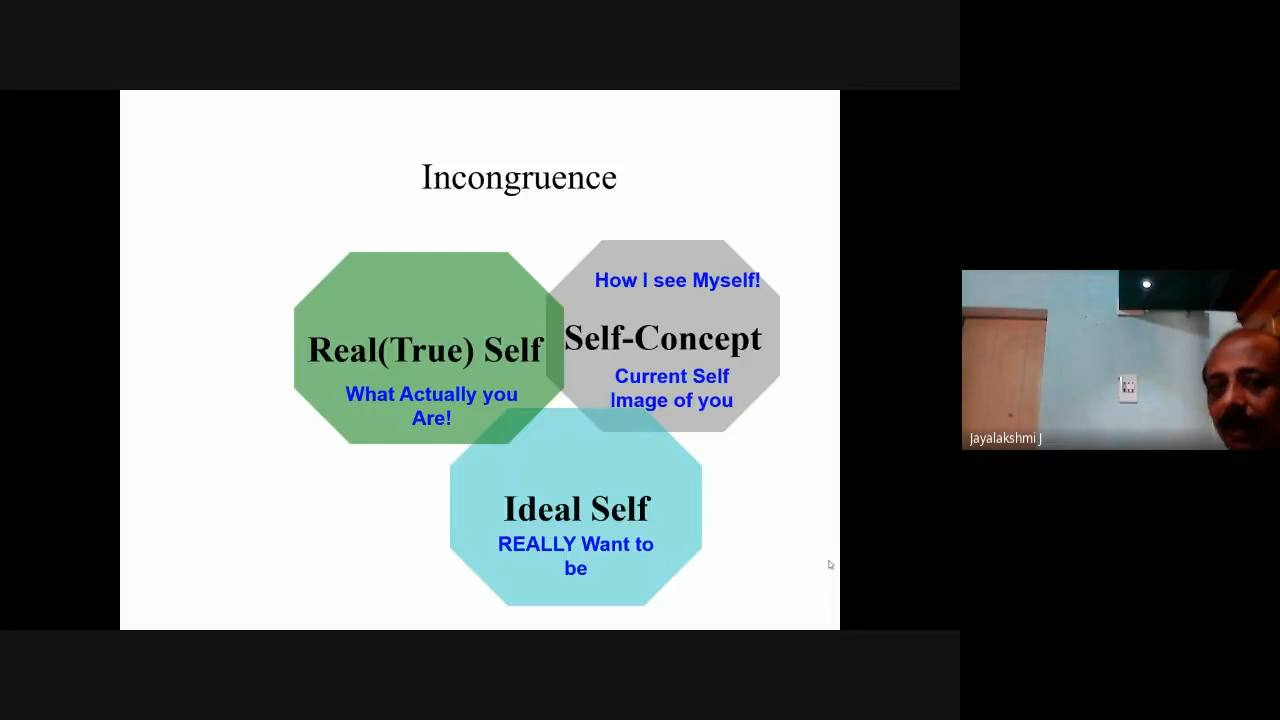 Incongruence
How I see Myself!
Real(True) Self
Self-Concept
What Actually you
Are!
Current Self
Image of you
Ideal Self
REALLY Want to
be
Jayalakshmi J